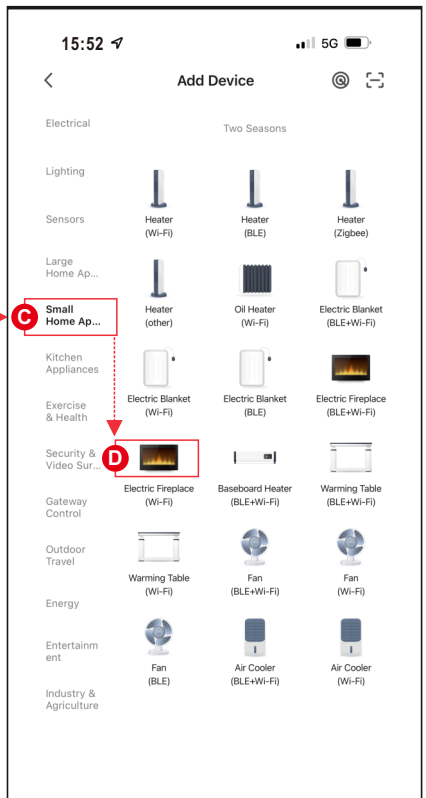 15:52
5G
Add Device
Electrical
Lighting
Sensors
Large
Home Ap...
Small
Home Ap...
Kitchen
Appliances
Exercise
& Health
Security &
Video Sur...
Gateway
Control
Outdoor
Travel
Energy
Entertainm
ent
Industry &
Agriculture
C
Two Seasons
Heater
(Wi-Fi)
Heater
(BLE)
Heater
(Zigbee)
Heater
(other)
Oil Heater
(Wi-Fi)
Electric Blanket
(BLE+Wi-Fi)
Electric Blanket
(Wi-Fi)
Electric Blanket
(BLE)
Electric Fireplace
(BLE+Wi-Fi)
D
Electric Fireplace
(Wi-Fi)
Baseboard Heater
(BLE+Wi-Fi)
Warming Table
(BLE+Wi-Fi)
Warming Table
(Wi-Fi)
Fan
(BLE+Wi-Fi)
Fan
(Wi-Fi)
Fan
(BLE)
Air Cooler
(BLE+Wi-Fi)
Air Cooler
(Wi-Fi)